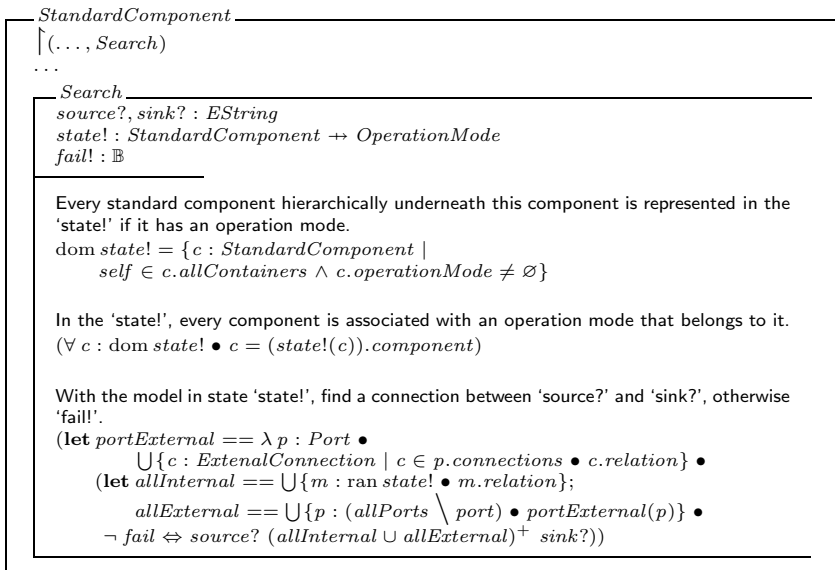 StandardComponent
↾(. . . , Search)
. . .
Search
source?, sink? : EString
state! : StandardComponent ⇸ OperationMode
fail! : 𝔹
Every standard component hierarchically underneath this component is represented in the
‘state!’ if it has an operation mode.
dom state! = {c : StandardComponent |
self ∈ c.allContainers ∧ c.operationMode ≠ ∅}
In the ‘state!’, every component is associated with an operation mode that belongs to it.
(∀ c : dom state! • c = (state!(c)).component)
With the model in state ‘state!’, find a connection between ‘source?’ and ‘sink?’, otherwise
‘fail!’.
(let portExternal == λ p : Port •
⋃{c : ExtenalConnection | c ∈ p.connections • c.relation} •
(let allInternal == ⋃{m : ran state! • m.relation};
allExternal == ⋃{p : (allPorts \ port) • portExternal(p)} •
¬ fail ⇔ source? (allInternal ∪ allExternal)⁺ sink?))